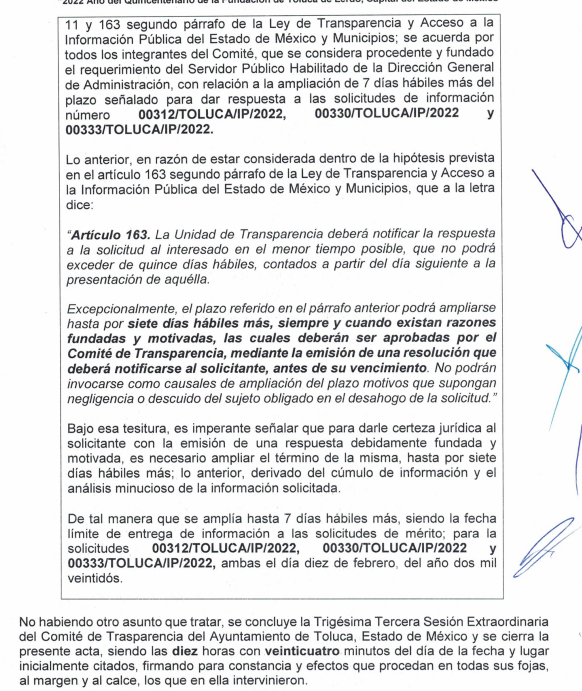 "2022 Año del Quincentenario de la Fundación de Toluca de Lerdo, Capital del Estado de México"
11 y 163 segundo párrafo de la Ley de Transparencia y Acceso a la
Información Pública del Estado de México y Municipios; se acuerda por
todos los integrantes del Comité, que se considera procedente y fundado
el requerimiento del Servidor Público Habilitado de la Dirección General
de Administración, con relación a la ampliación de 7 días hábiles más del
plazo señalado para dar respuesta a las solicitudes de información
número 00312/TOLUCA/IP/2022, 00330/TOLUCA/IP/2022 y
00333/TOLUCA/IP/2022.
Lo anterior, en razón de estar considerada dentro de la hipótesis prevista
en el artículo 163 segundo párrafo de la Ley de Transparencia y Acceso a
la Información Pública del Estado de México y Municipios, que a la letra
dice:
"Artículo 163. La Unidad de Transparencia deberá notificar la respuesta
a la solicitud al interesado en el menor tiempo posible, que no podrá
exceder de quince días hábiles, contados a partir del día siguiente a la
presentación de aquélla.
Excepcionalmente, el plazo referido en el párrafo anterior podrá ampliarse
hasta por siete días hábiles más, siempre y cuando existan razones
fundadas y motivadas, las cuales deberán ser aprobadas por el
Comité de Transparencia, mediante la emisión de una resolución que
deberá notificarse al solicitante, antes de su vencimiento. No podrán
invocarse como causales de ampliación del plazo motivos que supongan
negligencia o descuido del sujeto obligado en el desahogo de la solicitud."
Bajo esa tesitura, es imperante señalar que para darle certeza jurídica al
solicitante con la emisión de una respuesta debidamente fundada y
motivada, es necesario ampliar el término de la misma, hasta por siete
días hábiles más; lo anterior, derivado del cúmulo de información y el
análisis minucioso de la información solicitada.
De tal manera que se amplía hasta 7 días hábiles más, siendo la fecha
límite de entrega de información a las solicitudes de mérito; para la
solicitudes 00312/TOLUCA/IP/2022, 00330/TOLUCA/IP/2022 y
00333/TOLUCA/IP/2022, ambas el día diez de febrero, del año dos mil
veintidós.
No habiendo otro asunto que tratar, se concluye la Trigésima Tercera Sesión Extraordinaria
del Comité de Trasparencia del Ayuntamiento de Toluca, Estado de México y se cierra la
presente acta, siendo las diez horas con veinticuatro minutos del día de la fecha y lugar
inicialmente citados, firmando para constancia y efectos que procedan en todas sus fojas,
al margen y al calce, los que en ella intervinieron.